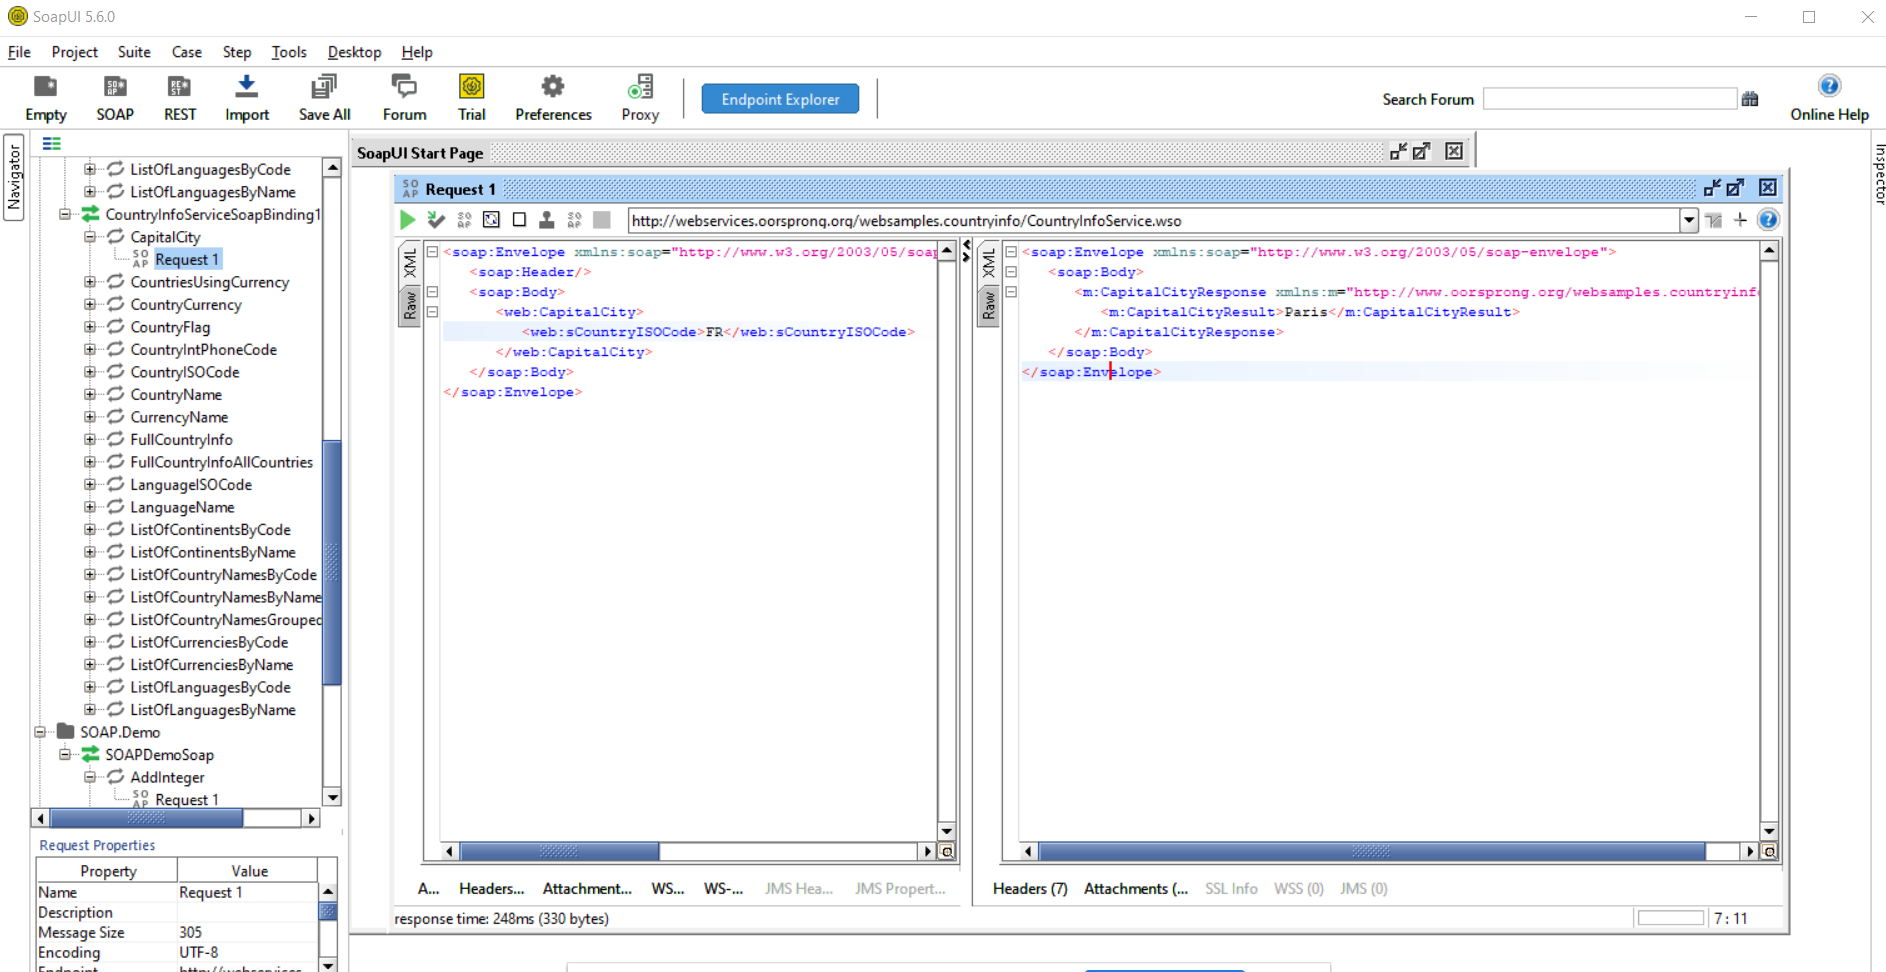 SoapUI 5.6.0
File Project Suite Case Step Tools Desktop Help
Empty SOAP REST Import Save All Forum Trial Preferences Proxy Endpoint Explorer Search Forum Online Help
Navigator
Inspector
ListOfLanguagesByCode
ListOfLanguagesByName
CountryInfoServiceSoapBinding1
CapitalCity
Request 1
CountriesUsingCurrency
CountryCurrency
CountryFlag
CountryIntPhoneCode
CountryISOCode
CountryName
CurrencyName
FullCountryInfo
FullCountryInfoAllCountries
LanguageISOCode
LanguageName
ListOfContinentsByCode
ListOfContinentsByName
ListOfCountryNamesByCode
ListOfCountryNamesByName
ListOfCountryNamesGrouped
ListOfCurrenciesByCode
ListOfCurrenciesByName
ListOfLanguagesByCode
ListOfLanguagesByName
SOAP.Demo
SOAPDemoSoap
AddInteger
Request 1
Request Properties
Property Value
Name Request 1
Description
Message Size 305
Encoding UTF-8
Endpoint http://webservices
SoapUI Start Page
Request 1
http://webservices.oorsprong.org/websamples.countryinfo/CountryInfoService.wso
XML
Raw
<soap:Envelope xmlns:soap="http://www.w3.org/2003/05/soap
<soap:Header/>
<soap:Body>
<web:CapitalCity>
<web:sCountryISOCode>FR</web:sCountryISOCode>
</web:CapitalCity>
</soap:Body>
</soap:Envelope>
XML
Raw
<soap:Envelope xmlns:soap="http://www.w3.org/2003/05/soap-envelope">
<soap:Body>
<m:CapitalCityResponse xmlns:m="http://www.oorsprong.org/websamples.countryinfo
<m:CapitalCityResult>Paris</m:CapitalCityResult>
</m:CapitalCityResponse>
</soap:Body>
</soap:Envelope>
A... Headers... Attachment... WS... WS-... JMS Hea... JMS Propert...
Headers (7) Attachments (... SSL Info WSS (0) JMS (0)
response time: 248ms (330 bytes)
7 : 11